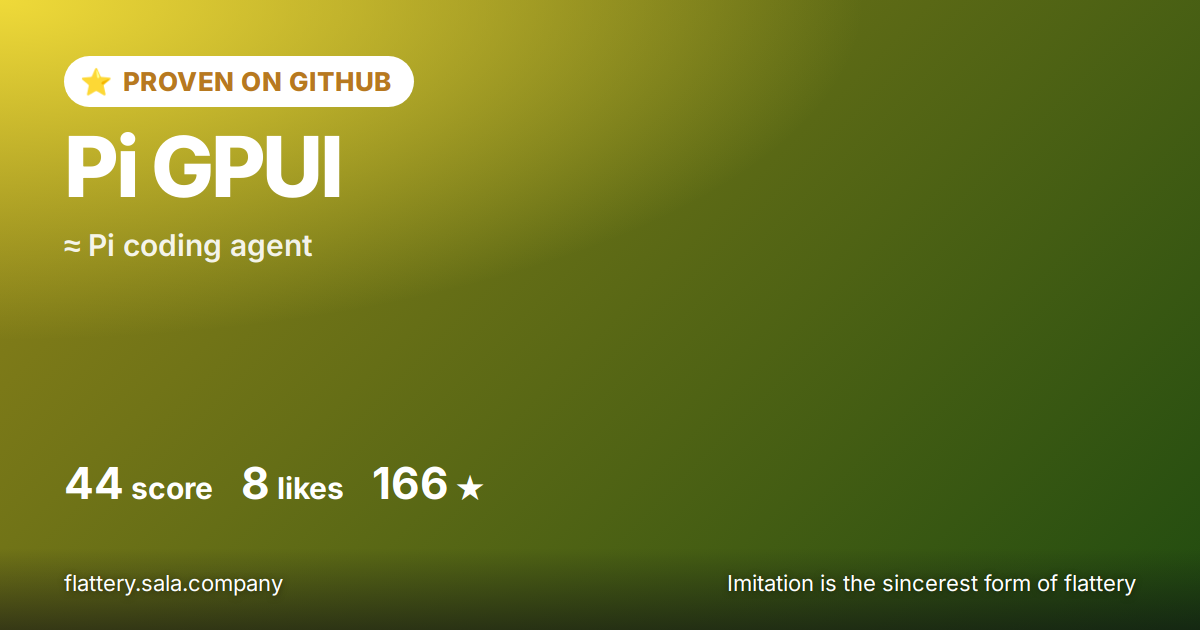 ⭐ PROVEN ON GITHUB
Pi GPUI
≈ Pi coding agent
44 score 8 likes 166 ★
flattery.sala.company
Imitation is the sincerest form of flattery